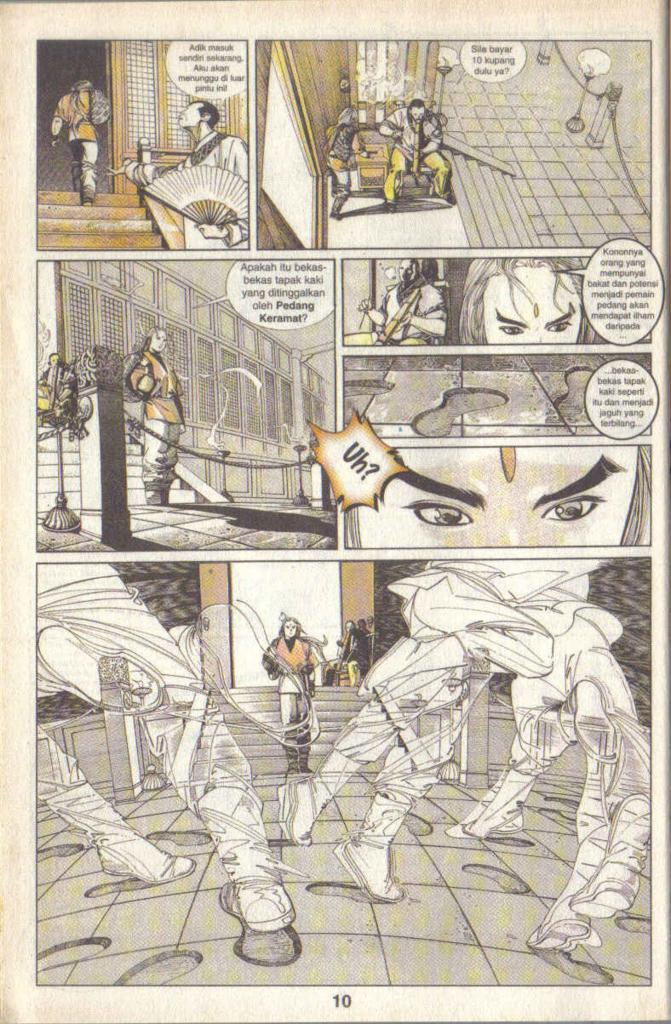 Adik masuk
sendiri sekarang.
Aku akan
menunggu di luar
pintu ini!
Sila bayar
10 kupang
dulu ya?
Apakah itu bekas-
bekas tapak kaki
yang ditinggalkan
oleh Pedang
Keramat?
Kononnya
orang yang
mempunyai
bakat dan potensi
menjadi pemain
pedang akan
mendapat ilham
daripada
...
...bekas-
bekas tapak
kaki seperti
itu dan menjadi
jaguh yang
terbilang...
Uh?
10